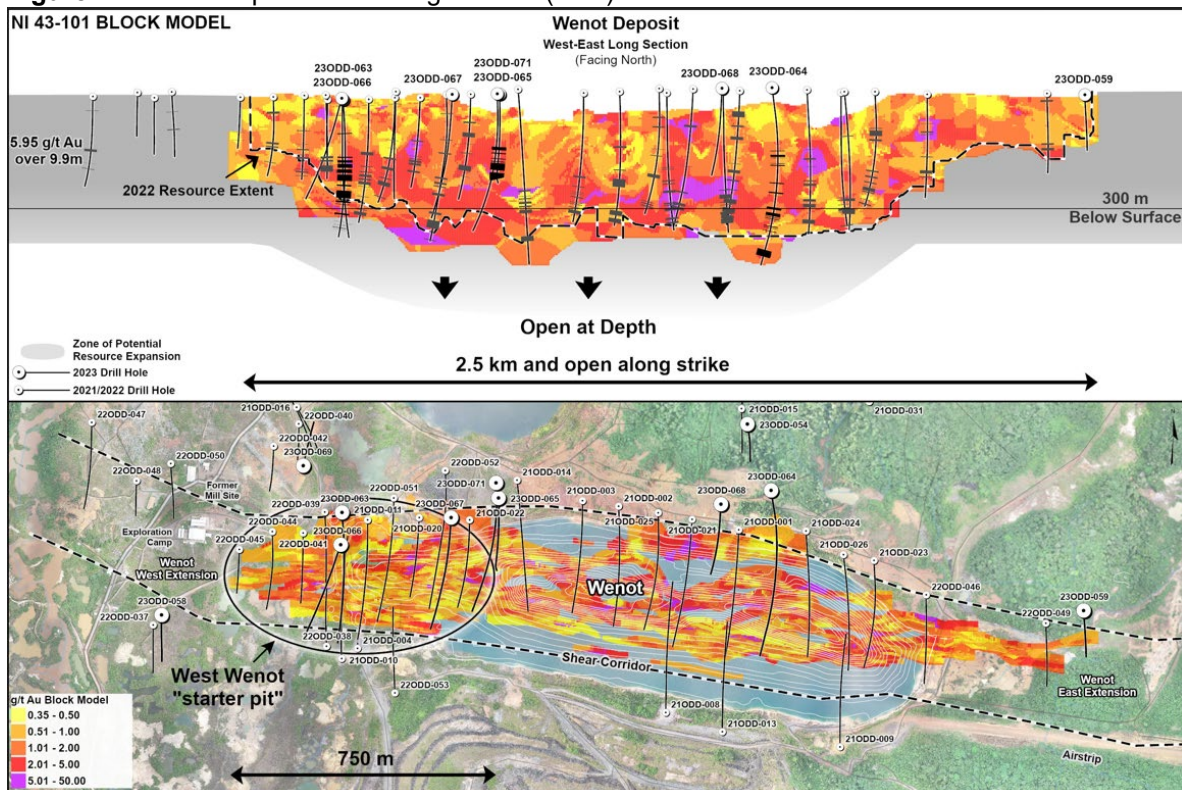 NI 43-101 BLOCK MODEL
Wenot Deposit
West-East Long Section
(Facing North)
23ODD-063
23ODD-066
23ODD-067
23ODD-071
23ODD-065
23ODD-068
23ODD-064
23ODD-059
5.95 g/t Au
over 9.9m
2022 Resource Extent
300 m
Below Surface
Open at Depth
Zone of Potential
Resource Expansion
2023 Drill Hole
2021/2022 Drill Hole
2.5 km and open along strike
22ODD-047
21ODD-016
22ODD-040
22ODD-042
23ODD-069
21ODD-015
23ODD-054
21ODD-031
22ODD-048
22ODD-050
Former
Mill Site
22ODD-052
23ODD-071
21ODD-014
23ODD-064
22ODD-051
22ODD-039
23ODD-063
21ODD-011
23ODD-067
23ODD-065
21ODD-003
21ODD-002
23ODD-068
22ODD-044
23ODD-066
21ODD-020
21ODD-022
21ODD-025
21ODD-021
21ODD-001
21ODD-024
Exploration
Camp
22ODD-045
22ODD-041
21ODD-026
21ODD-023
Wenot
West Extension
Wenot
22ODD-046
23ODD-059
22ODD-049
23ODD-058
22ODD-037
22ODD-038
21ODD-004
21ODD-010
Shear-Corridor
West Wenot
"starter pit"
22ODD-053
Wenot
East Extension
21ODD-008
21ODD-013
21ODD-009
Airstrip
g/t Au Block Model
0.35 - 0.50
0.51 - 1.00
1.01 - 2.00
2.01 - 5.00
5.01 - 50.00
750 m